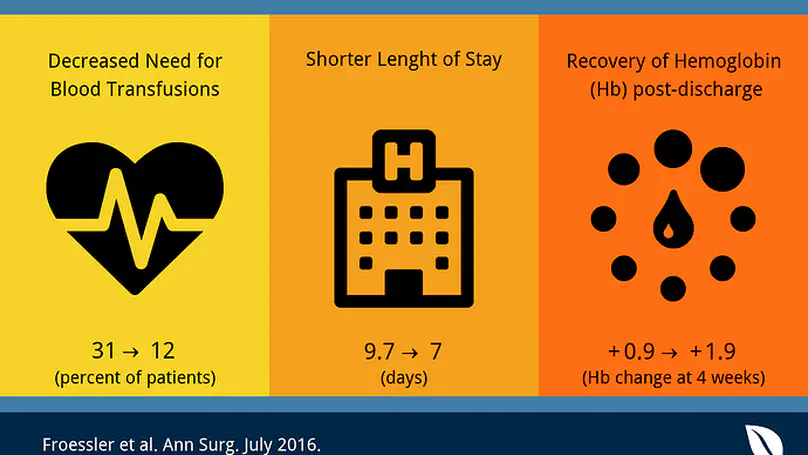 Decreased Need for
Blood Transfusions
31 → 12
(percent of patients)
Shorter Lenght of Stay
H
9.7 → 7
(days)
Recovery of Hemoglobin
(Hb) post-discharge
+0.9 → +1.9
(Hb change at 4 weeks)
Froessler et al. Ann Surg. July 2016.